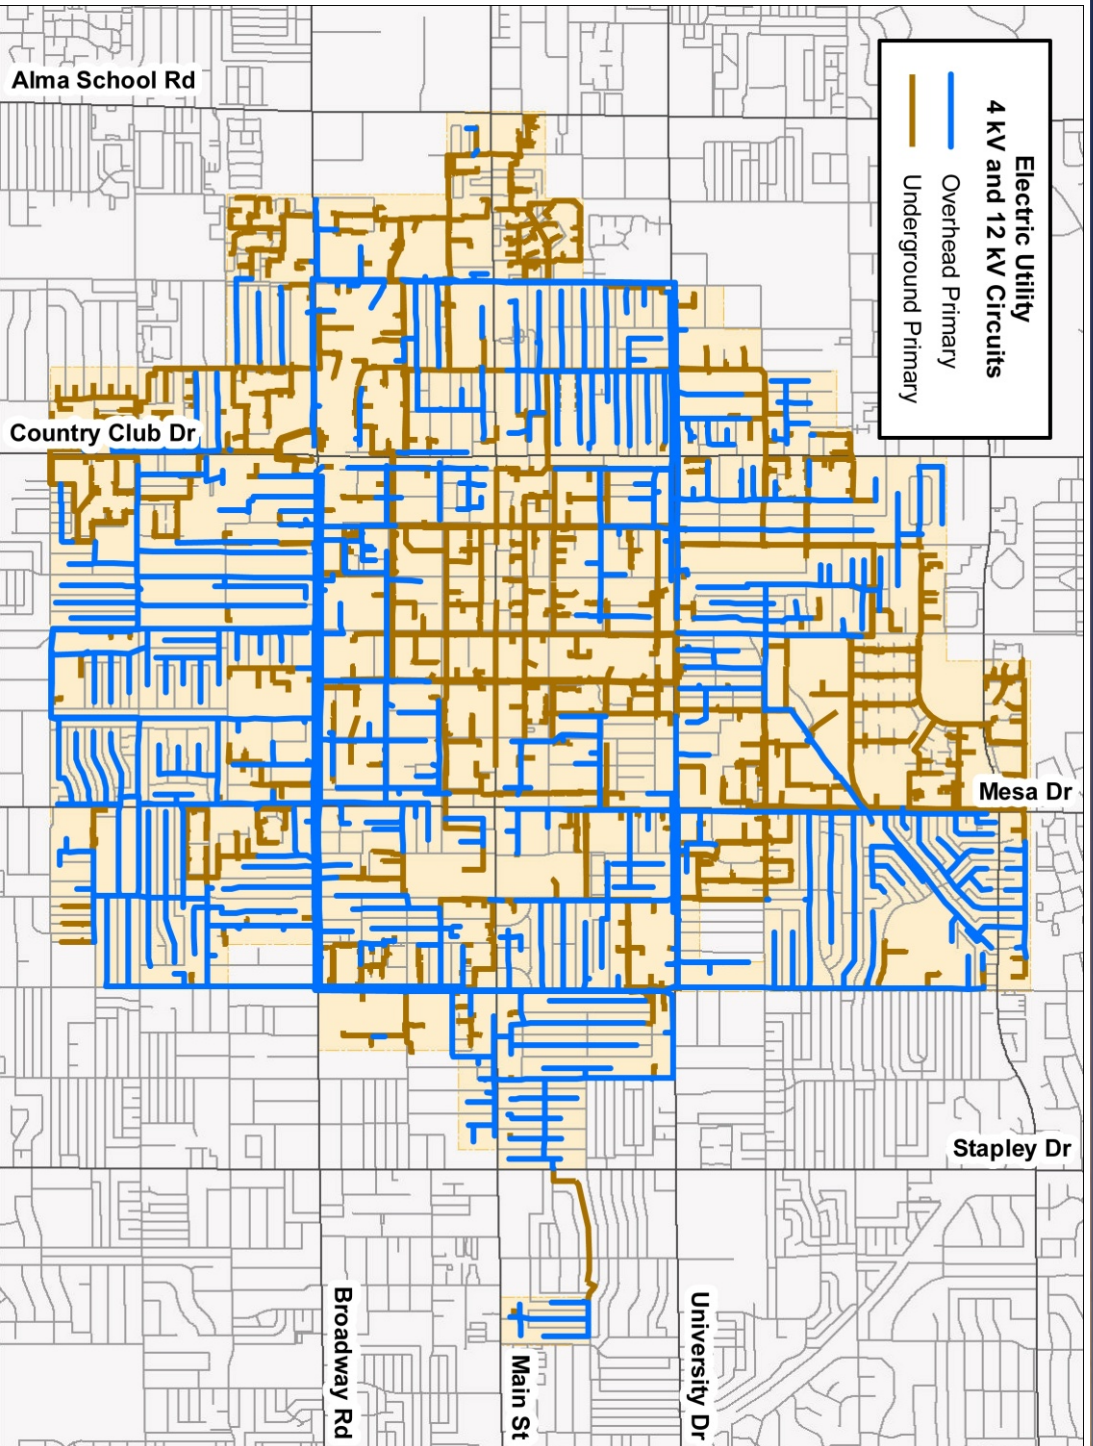 Electric Utility
4 kV and 12 kV Circuits
Overhead Primary
Underground Primary
Alma School Rd
Country Club Dr
Mesa Dr
Stapley Dr
Broadway Rd
Main St
University Dr